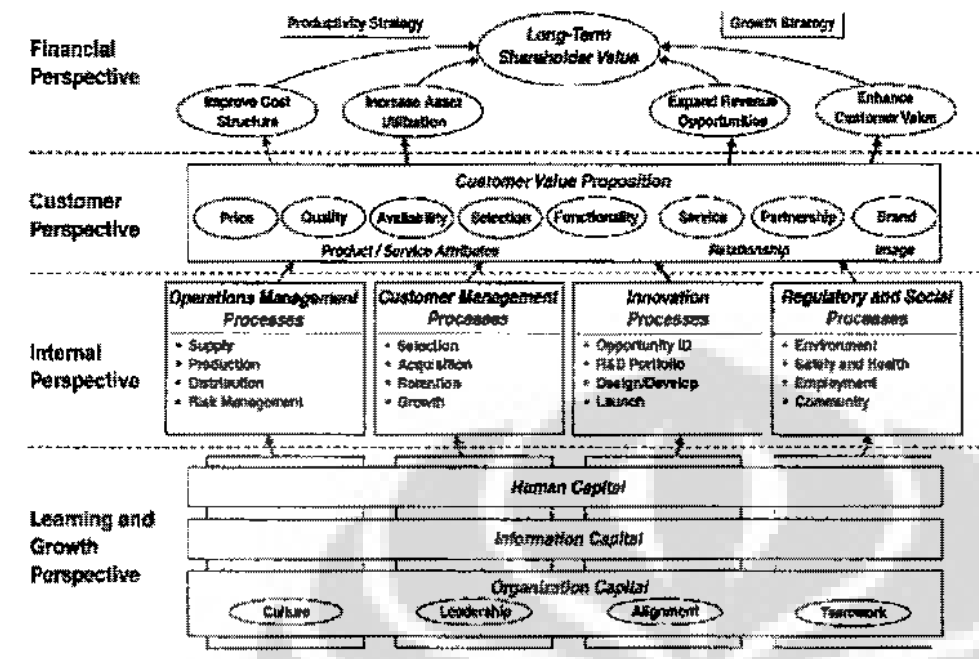 Productivity Strategy
Growth Strategy
Long-Term
Shareholder Value
Financial
Perspective
Improve Cost
Structure
Increase Asset
Utilization
Expand Revenue
Opportunities
Enhance
Customer Value
Customer
Perspective
Customer Value Proposition
Price
Quality
Availability
Selection
Functionality
Service
Partnership
Brand
Product / Service Attributes
Relationship
Image
Internal
Perspective
Operations Management
Processes
• Supply
• Production
• Distribution
• Risk Management
Customer Management
Processes
• Selection
• Acquisition
• Retention
• Growth
Innovation
Processes
• Opportunity ID
• R&D Portfolio
• Design/Develop
• Launch
Regulatory and Social
Processes
• Environment
• Safety and Health
• Employment
• Community
Learning and
Growth
Perspective
Human Capital
Information Capital
Organization Capital
Culture
Leadership
Alignment
Teamwork